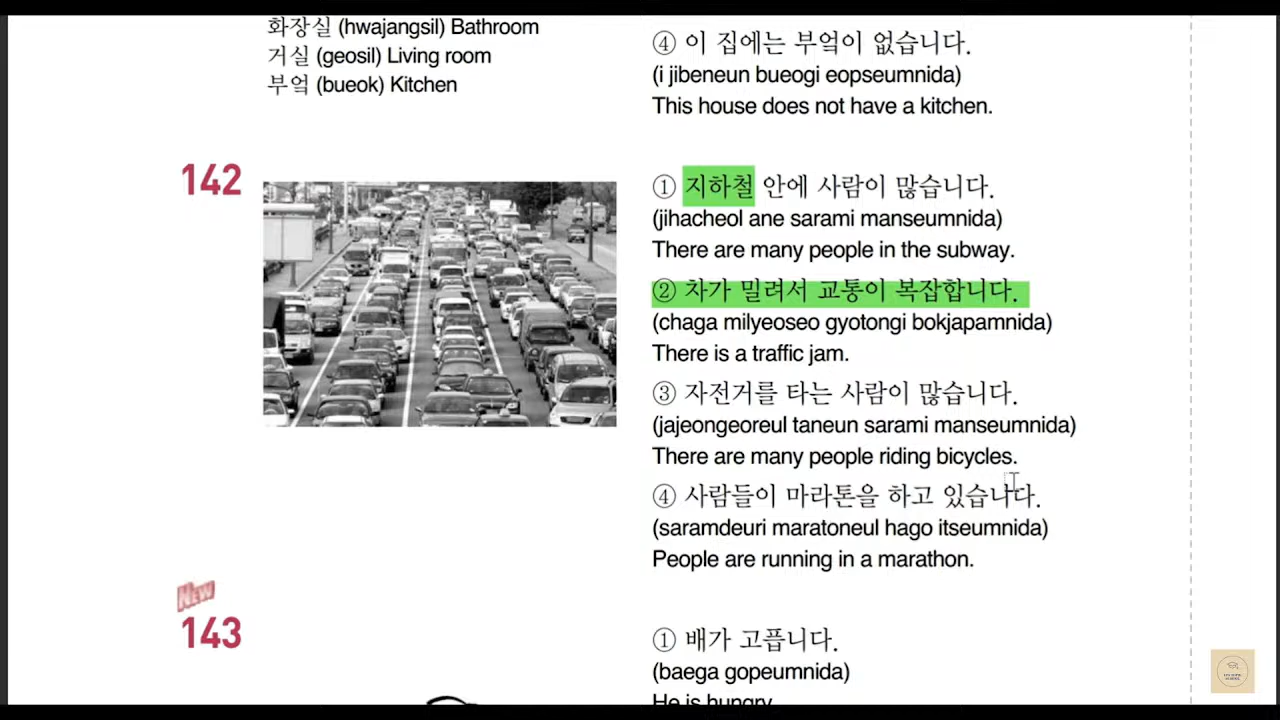 화장실 (hwajangsil) Bathroom
거실 (geosil) Living room
부엌 (bueok) Kitchen
④ 이 집에는 부엌이 없습니다.
(i jibeneun bueogi eopseumnida)
This house does not have a kitchen.
142
① 지하철 안에 사람이 많습니다.
(jihacheol ane sarami manseumnida)
There are many people in the subway.
② 차가 밀려서 교통이 복잡합니다.
(chaga milyeoseo gyotongi bokjapamnida)
There is a traffic jam.
③ 자전거를 타는 사람이 많습니다.
(jajeongeoreul taneun sarami manseumnida)
There are many people riding bicycles.
④ 사람들이 마라톤을 하고 있습니다.
(saramdeuri maratoneul hago itseumnida)
People are running in a marathon.
New
143
① 배가 고픕니다.
(baega gopeumnida)
He is hungry